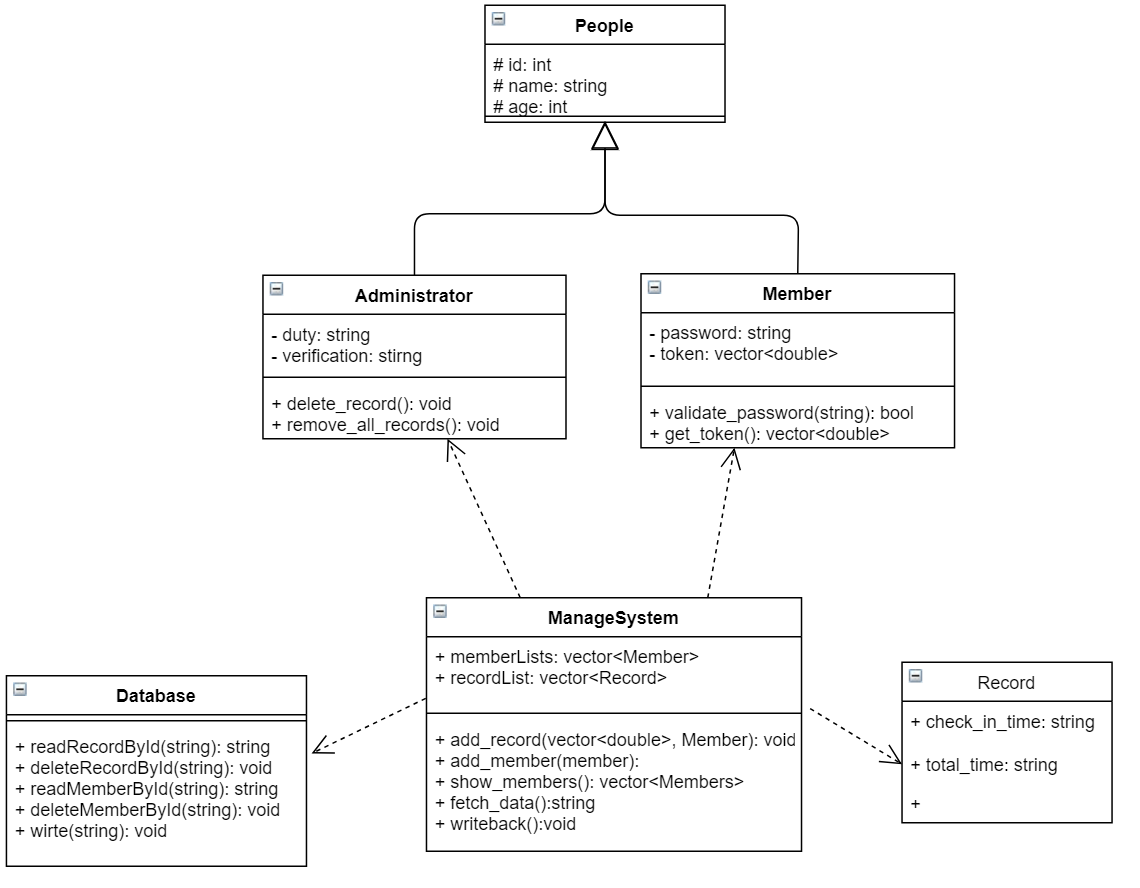 People
# id: int
# name: string
# age: int
Administrator
- duty: string
- verification: stirng
+ delete_record(): void
+ remove_all_records(): void
Member
- password: string
- token: vector<double>
+ validate_password(string): bool
+ get_token(): vector<double>
ManageSystem
+ memberLists: vector<Member>
+ recordList: vector<Record>
+ add_record(vector<double>, Member): void
+ add_member(member):
+ show_members(): vector<Members>
+ fetch_data():string
+ writeback():void
Database
+ readRecordById(string): string
+ deleteRecordById(string): void
+ readMemberById(string): string
+ deleteMemberById(string): void
+ wirte(string): void
Record
+ check_in_time: string
+ total_time: string
+